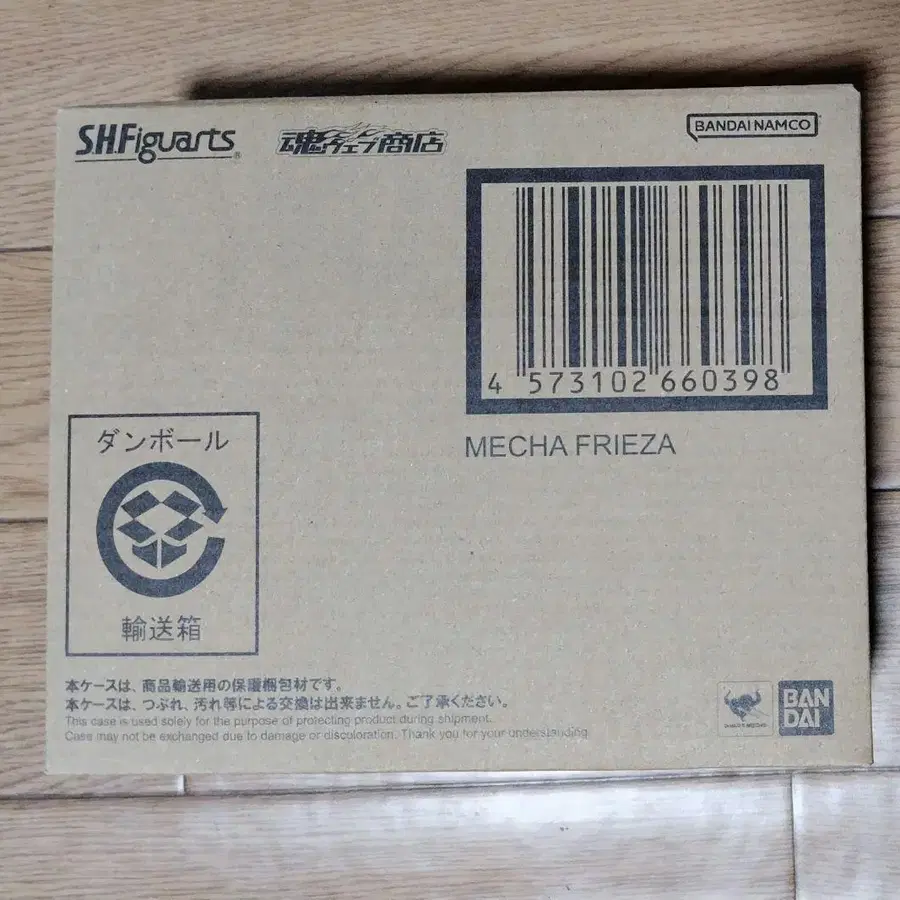 S.H.Figuarts®
魂ウェブ商店
BANDAI NAMCO
4 573102 660398
MECHA FRIEZA
ダンボール
輸送箱
本ケースは、商品輸送用の保護梱包材です。
本ケースは、つぶれ、汚れ等による交換は出来ません。ご了承ください。
This case is used solely for the purpose of protecting product during shipment.
Case may not be exchanged due to damage or discoloration. Thank you for your understanding.
BAN
DAI